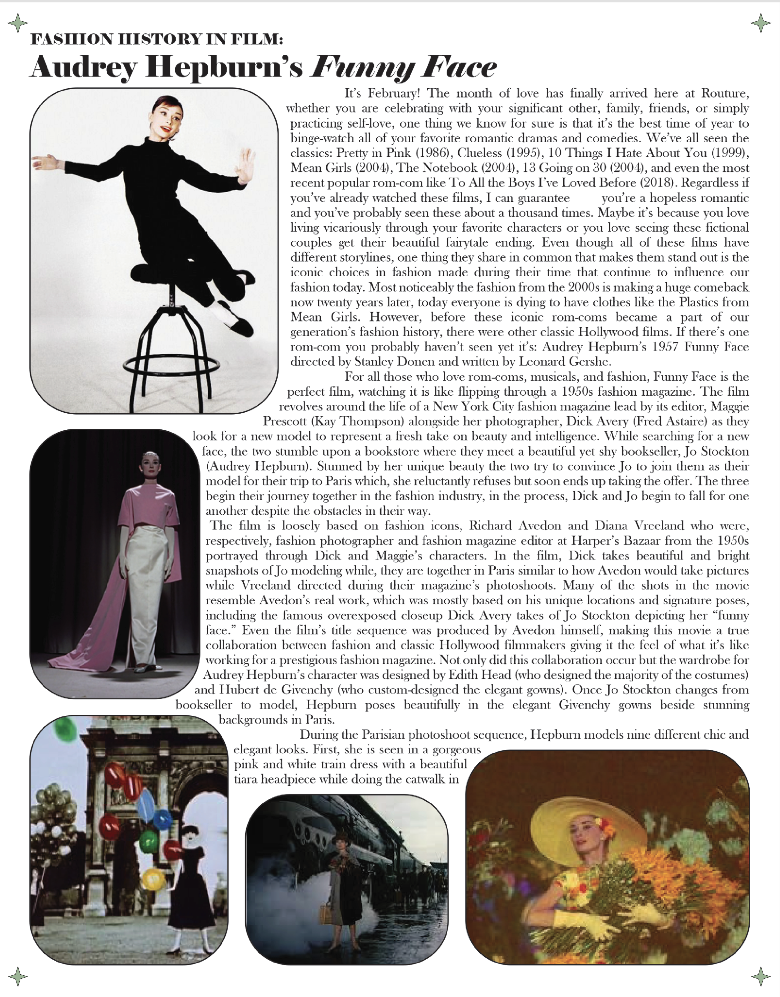 FASHION HISTORY IN FILM:
Audrey Hepburn's Funny Face
It's February! The month of love has finally arrived here at Routure,
whether you are celebrating with your significant other, family, friends, or simply
practicing self-love, one thing we know for sure is that it's the best time of year to
binge-watch all of your favorite romantic dramas and comedies. We've all seen the
classics: Pretty in Pink (1986), Clueless (1995), 10 Things I Hate About You (1999),
Mean Girls (2004), The Notebook (2004), 13 Going on 30 (2004), and even the most
recent popular rom-com like To All the Boys I've Loved Before (2018). Regardless if
you've already watched these films, I can guarantee you're a hopeless romantic
and you've probably seen these about a thousand times. Maybe it's because you love
living vicariously through your favorite characters or you love seeing these fictional
couples get their beautiful fairytale ending. Even though all of these films have
different storylines, one thing they share in common that makes them stand out is the
iconic choices in fashion made during their time that continue to influence our
fashion today. Most noticeably the fashion from the 2000s is making a huge comeback
now twenty years later, today everyone is dying to have clothes like the Plastics from
Mean Girls. However, before these iconic rom-coms became a part of our
generation's fashion history, there were other classic Hollywood films. If there's one
rom-com you probably haven't seen yet it's: Audrey Hepburn's 1957 Funny Face
directed by Stanley Donen and written by Leonard Gershe.
For all those who love rom-coms, musicals, and fashion, Funny Face is the
perfect film, watching it is like flipping through a 1950s fashion magazine. The film
revolves around the life of a New York City fashion magazine lead by its editor, Maggie
Prescott (Kay Thompson) alongside her photographer, Dick Avery (Fred Astaire) as they
look for a new model to represent a fresh take on beauty and intelligence. While searching for a new
face, the two stumble upon a bookstore where they meet a beautiful yet shy bookseller, Jo Stockton
(Audrey Hepburn). Stunned by her unique beauty the two try to convince Jo to join them as their
model for their trip to Paris which, she reluctantly refuses but soon ends up taking the offer. The three
begin their journey together in the fashion industry, in the process, Dick and Jo begin to fall for one
another despite the obstacles in their way.
The film is loosely based on fashion icons, Richard Avedon and Diana Vreeland who were,
respectively, fashion photographer and fashion magazine editor at Harper's Bazaar from the 1950s
portrayed through Dick and Maggie's characters. In the film, Dick takes beautiful and bright
snapshots of Jo modeling while, they are together in Paris similar to how Avedon would take pictures
while Vreeland directed during their magazine's photoshoots. Many of the shots in the movie
resemble Avedon's real work, which was mostly based on his unique locations and signature poses,
including the famous overexposed closeup Dick Avery takes of Jo Stockton depicting her "funny
face." Even the film's title sequence was produced by Avedon himself, making this movie a true
collaboration between fashion and classic Hollywood filmmakers giving it the feel of what it's like
working for a prestigious fashion magazine. Not only did this collaboration occur but the wardrobe for
Audrey Hepburn's character was designed by Edith Head (who designed the majority of the costumes)
and Hubert de Givenchy (who custom-designed the elegant gowns). Once Jo Stockton changes from
bookseller to model, Hepburn poses beautifully in the elegant Givenchy gowns beside stunning
backgrounds in Paris.
During the Parisian photoshoot sequence, Hepburn models nine different chic and
elegant looks. First, she is seen in a gorgeous
pink and white train dress with a beautiful
tiara headpiece while doing the catwalk in